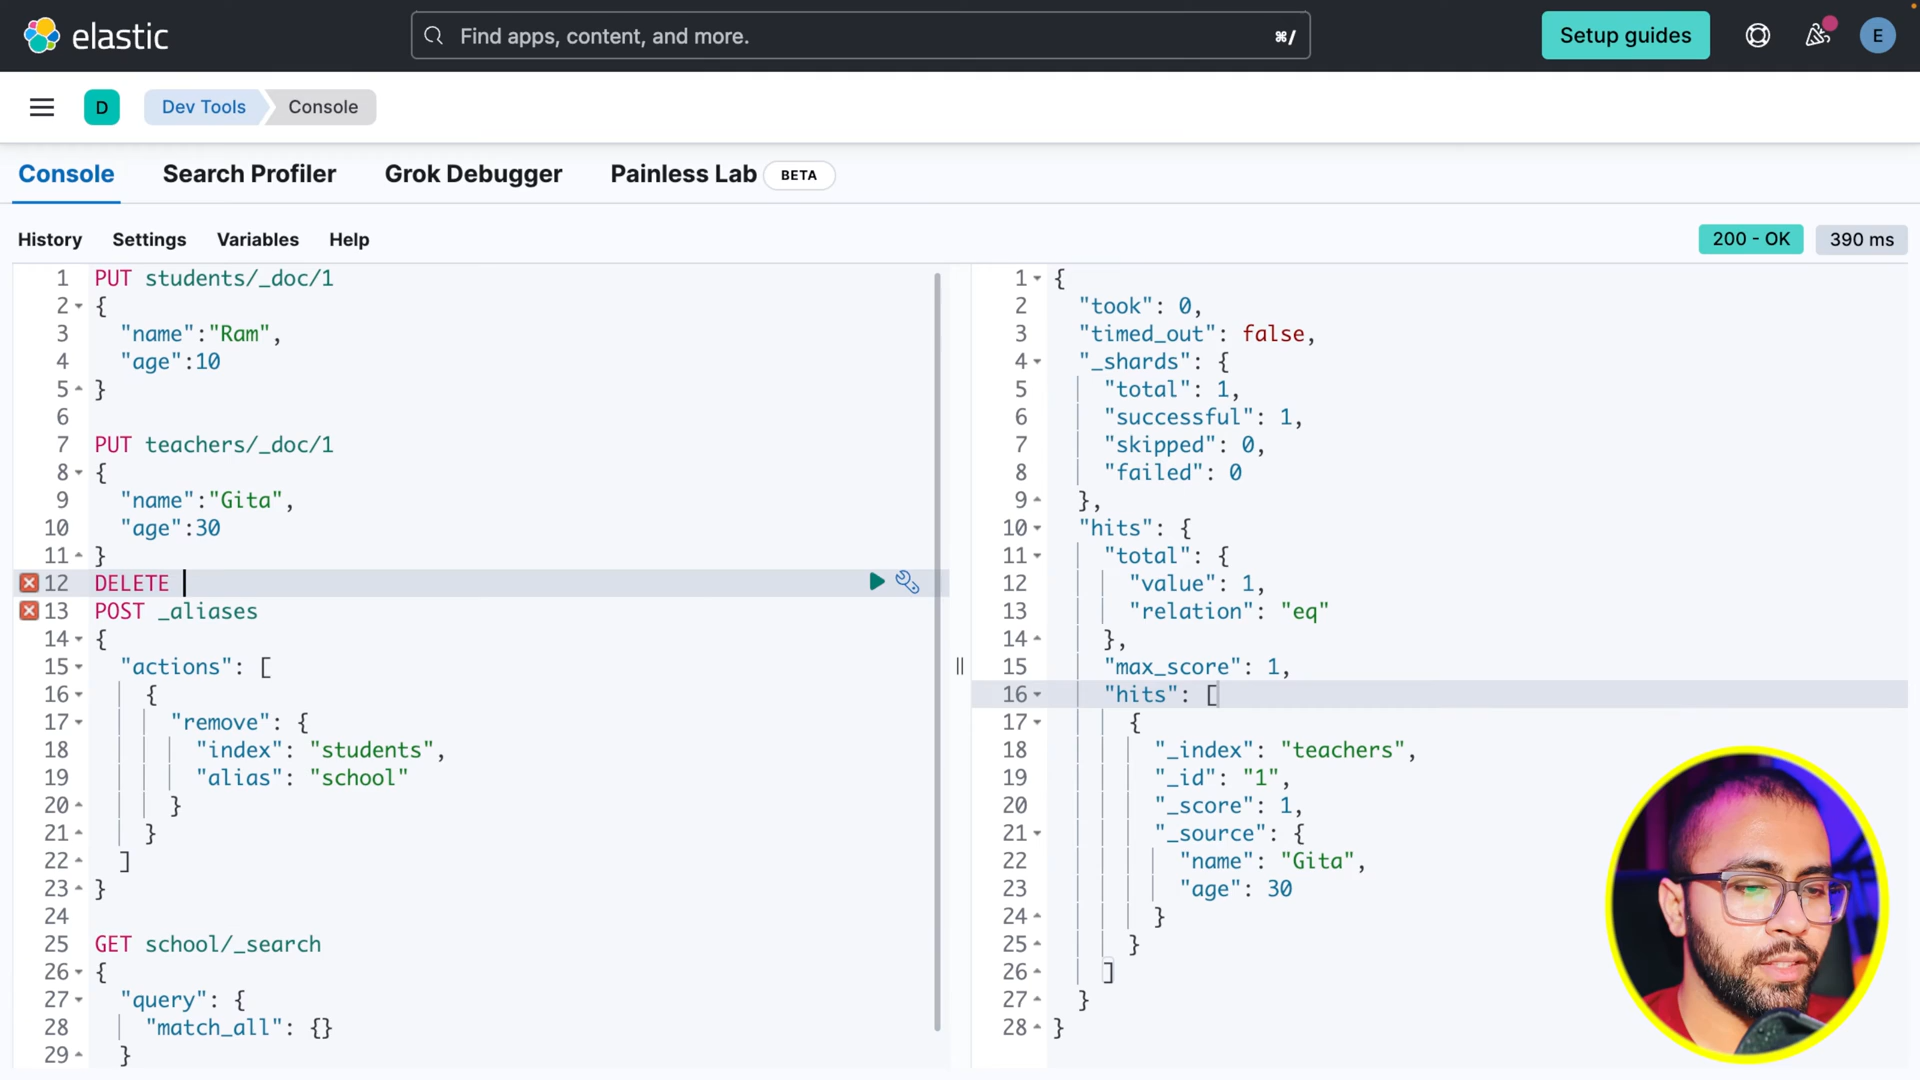 elastic
Find apps, content, and more.
⌘/
Setup guides
E
D
Dev Tools
Console
Console
Search Profiler
Grok Debugger
Painless Lab
BETA
History
Settings
Variables
Help
200 - OK
390 ms
1 PUT students/_doc/1
2 {
3 "name":"Ram",
4 "age":10
5 }
6
7 PUT teachers/_doc/1
8 {
9 "name":"Gita",
10 "age":30
11 }
12 DELETE
13 POST _aliases
14 {
15 "actions": [
16 {
17 "remove": {
18 "index": "students",
19 "alias": "school"
20 }
21 }
22 ]
23 }
24
25 GET school/_search
26 {
27 "query": {
28 "match_all": {}
29 }
1 {
2 "took": 0,
3 "timed_out": false,
4 "_shards": {
5 "total": 1,
6 "successful": 1,
7 "skipped": 0,
8 "failed": 0
9 },
10 "hits": {
11 "total": {
12 "value": 1,
13 "relation": "eq"
14 },
15 "max_score": 1,
16 "hits": [
17 {
18 "_index": "teachers",
19 "_id": "1",
20 "_score": 1,
21 "_source": {
22 "name": "Gita",
23 "age": 30
24 }
25 }
26 ]
27 }
28 }